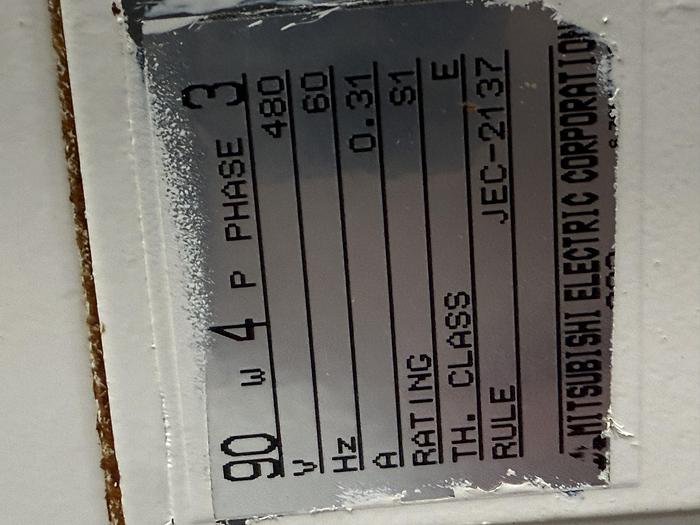 90 W 4 P PHASE 3
V 480
Hz 60
A 0.31
RATING S1
TH. CLASS E
RULE JEC-2137
MITSUBISHI ELECTRIC CORPORATION